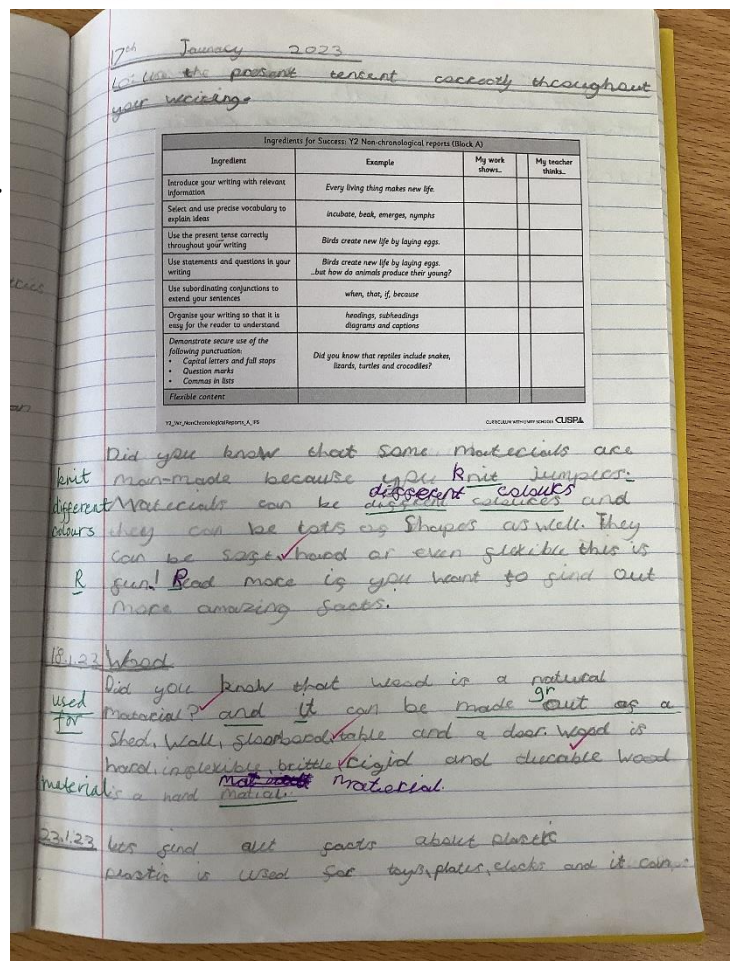 17th Jaunary 2023
LO: Use the present tensent correctly throughout
your wriring.
Ingredients for Success: Y2 Non-chronological reports (Block A)
Ingredient Example My work shows... My teacher thinks...
Introduce your writing with relevant information Every living thing makes new life.
Select and use precise vocabulary to explain ideas incubate, beak, emerges, nymphs
Use the present tense correctly throughout your writing Birds create new life by laying eggs.
Use statements and questions in your writing Birds create new life by laying eggs. ...but how do animals produce their young?
Use subordinating conjunctions to extend your sentences when, that, if, because
Organise your writing so that it is easy for the reader to understand headings, subheadings diagrams and captions
Demonstrate secure use of the following punctuation:
• Capital letters and full stops
• Question marks
• Commas in lists
Did you know that reptiles include snakes, lizards, turtles and crocodiles?
Flexible content
Y2_Wr_NonChronologicalReports_A_IFS CURRICULUM WITH UNITY SCHOOLS CUSPA
Did you know that some materials are
knit man-made because you knit jumpers.
different colours
different Materials can be different colources and
colours they can be lots of Shapes as well. They
can be soft, hard or even flexible this is
R fun! Read more if you want to find out
more amazing facts.
18.1.23 Wood
Did you know that wood is a natural
used for material? and it can be made out of a
shed, Wall, floorboard, table and a door. Wood is
hard, inflexible, brittle, rigid and durable wood
material is a hard matial. material.
23.1.23 lets find out facts about plastic
plastic is used for toys, plates, clocks and it can